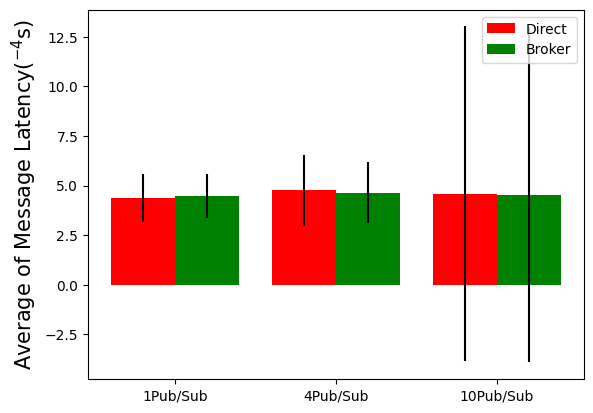 Average of Message Latency(⁻⁴s)
12.5
10.0
7.5
5.0
2.5
0.0
−2.5
1Pub/Sub
4Pub/Sub
10Pub/Sub
Direct
Broker